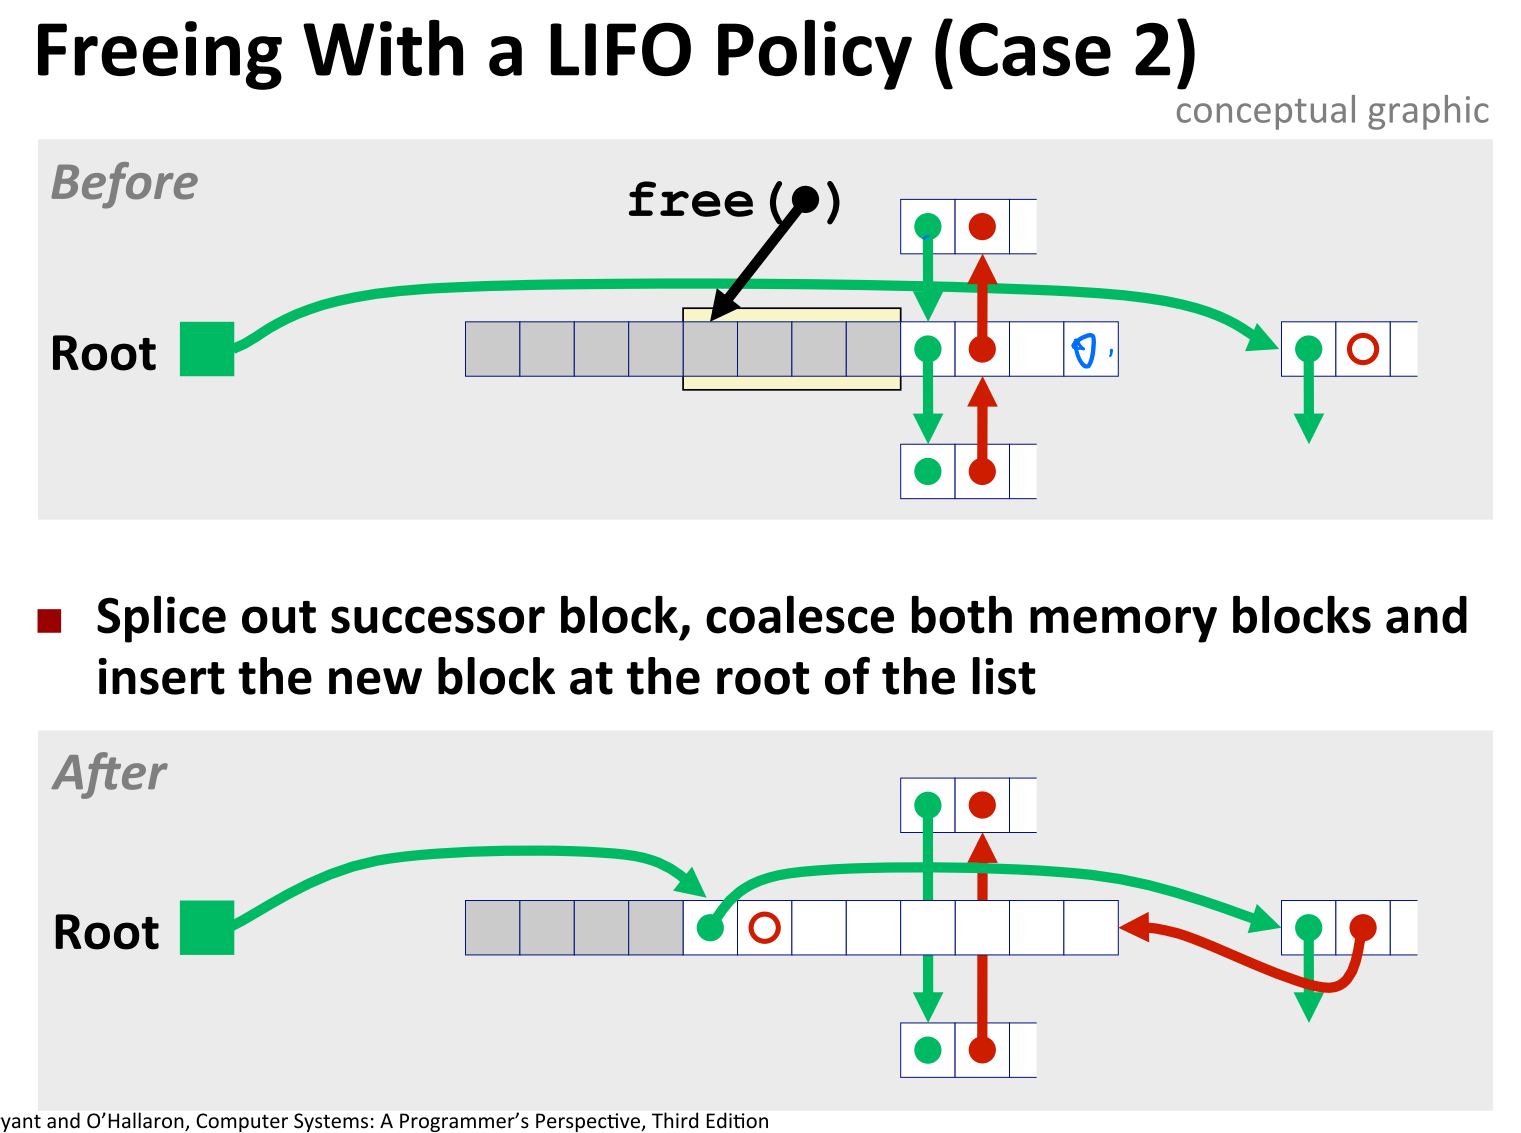 Freeing With a LIFO Policy (Case 2)
conceptual graphic
Before
free( )
Root
Splice out successor block, coalesce both memory blocks and
insert the new block at the root of the list
After
Root
yant and O'Hallaron, Computer Systems: A Programmer's Perspective, Third Edition